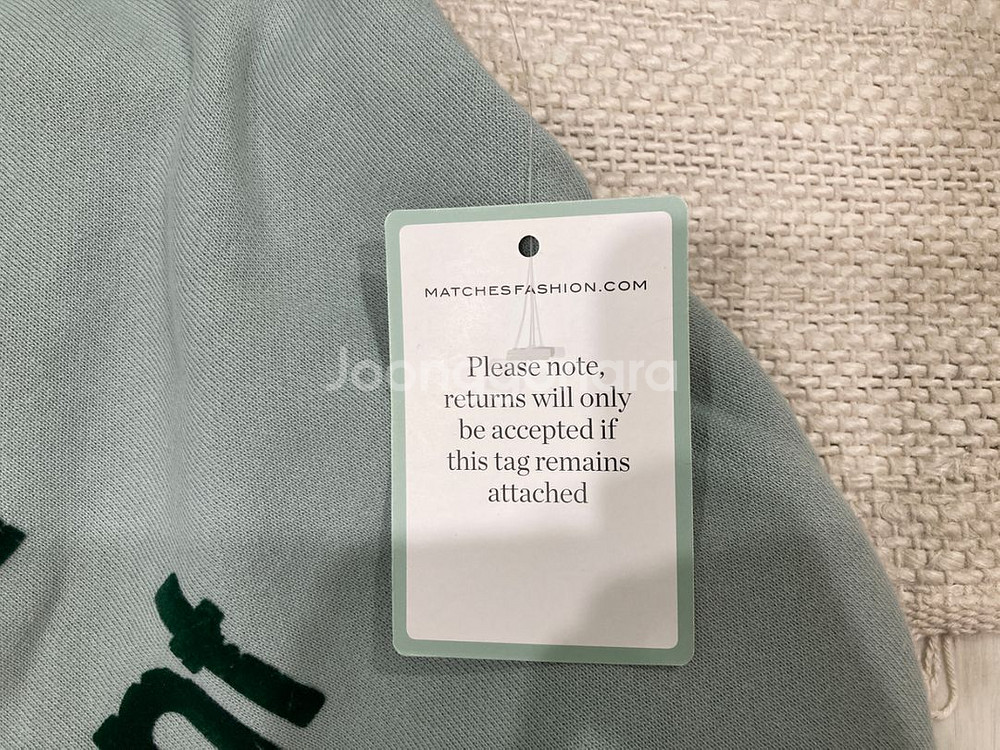 MATCHESFASHION.COM
Please note,
returns will only
be accepted if
this tag remains
attached